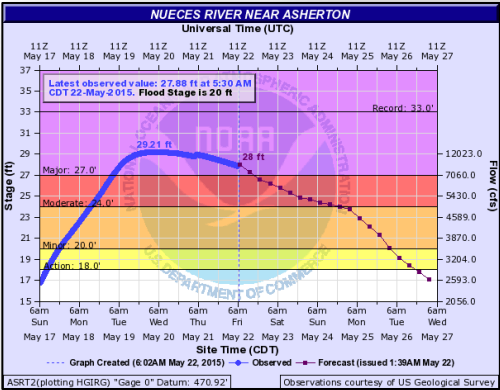 NUECES RIVER NEAR ASHERTON
Universal Time (UTC)
11Z 11Z 11Z 11Z 11Z 11Z 11Z 11Z 11Z 11Z 11Z
May 17 May 18 May 19 May 20 May 21 May 22 May 23 May 24 May 25 May 26 May 27
Latest observed value: 27.88 ft at 5:30 AM
CDT 22-May-2015. Flood Stage is 20 ft
Record: 33.0'
29.21 ft
28 ft
Major: 27.0'
Moderate: 24.0'
Minor: 20.0'
Action: 18.0'
NOAA
U.S. DEPARTMENT OF COMMERCE
Stage (ft)
37
35
33
31
29
27
25
23
21
19
17
15
Flow (cfs)
12023.0
7060.0
5430.0
4589.0
3870.0
3204.0
2593.0
2056.0
6am 6am 6am 6am 6am 6am 6am 6am 6am 6am 6am
Sun Mon Tue Wed Thu Fri Sat Sun Mon Tue Wed
May 17 May 18 May 19 May 20 May 21 May 22 May 23 May 24 May 25 May 26 May 27
Site Time (CDT)
Graph Created (6:02AM May 22, 2015) Observed Forecast (issued 1:39AM May 22)
ASRT2(plotting HGIRG) "Gage 0" Datum: 470.92' Observations courtesy of US Geological Survey